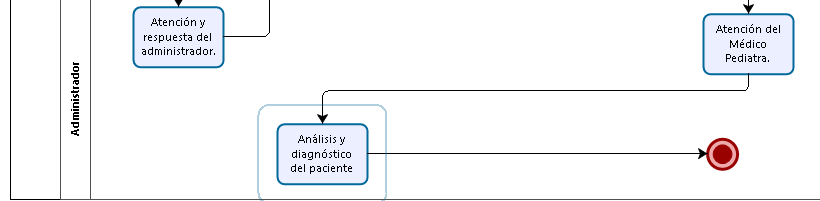 Atención y
respuesta del
administrador.
Atención del
Médico
Pediatra.
Administrador
Análisis y
diagnóstico
del paciente